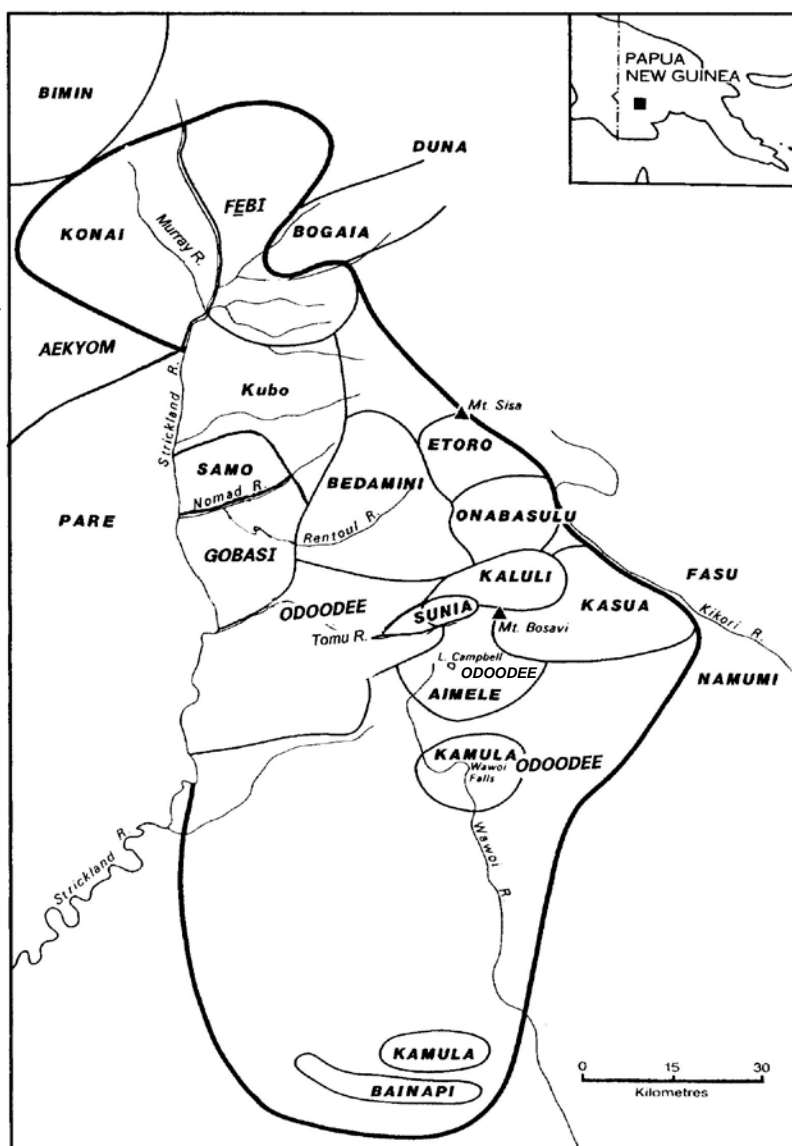 PAPUA
NEW GUINEA
BIMIN
DUNA
FEBI
BOGAIA
KONAI
Murray R.
AEKYOM
Strickland R.
Kubo
Mt. Sisa
ETORO
SAMO
BEDAMINI
Nomad R.
PARE
ONABASULU
Rentoul R.
GOBASI
KALULI
FASU
ODOODEE
SUNIA
KASUA
Kikori R.
Tomu R.
Mt. Bosavi
L. Campbell
ODOODEE
NAMUMI
AIMELE
KAMULA
ODOODEE
Wawoi
Falls
Strickland R.
Wawoi R.
KAMULA
BAINAPI
0 15 30
Kilometres